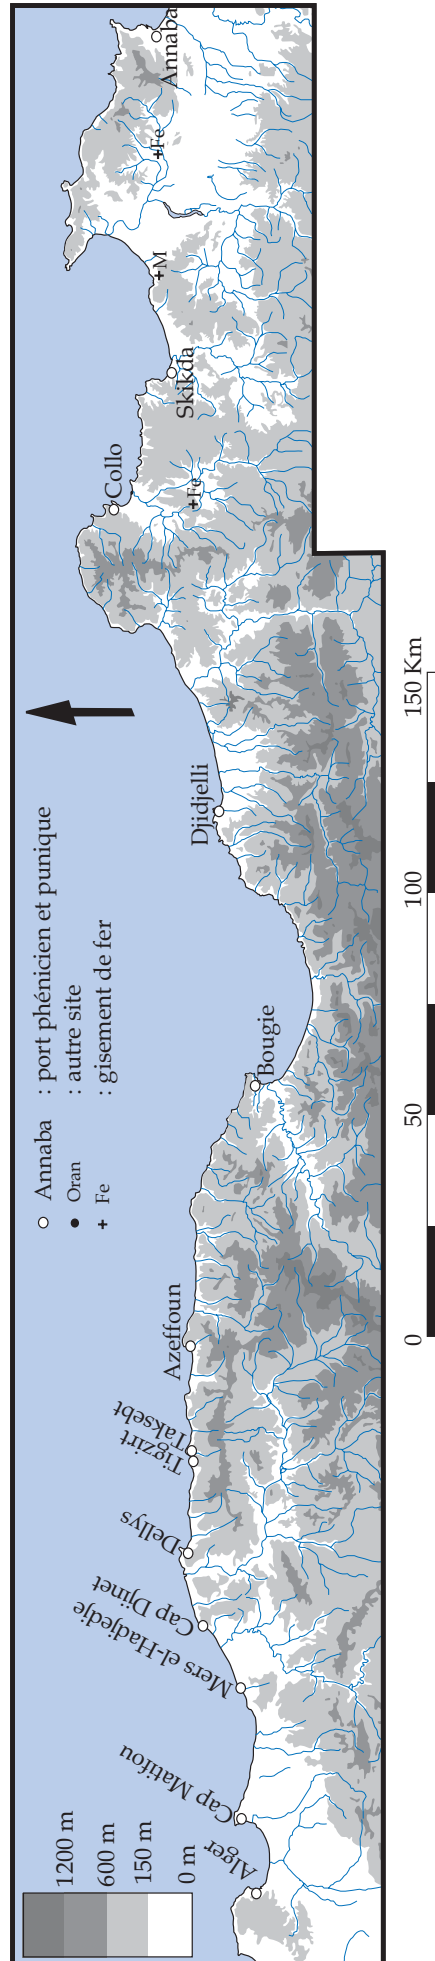 1200 m
600 m
150 m
0 m
Annaba : port phénicien et punique
Oran : autre site
Fe : gisement de fer
Alger
Cap Matifou
Mers el-Hadjedje
Cap Djinet
Dellys
Tigzirt
Taksebt
Azeffoun
Bougie
Djidjelli
Collo
Fe
Skikda
M
Fe
Annaba
0 50 100 150 Km